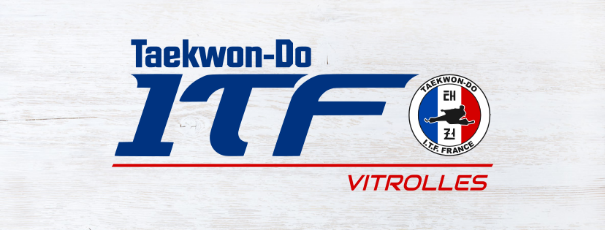 Taekwon-Do
ITF
TAEKWON-DO
태
권
I.T.F. FRANCE
VITROLLES